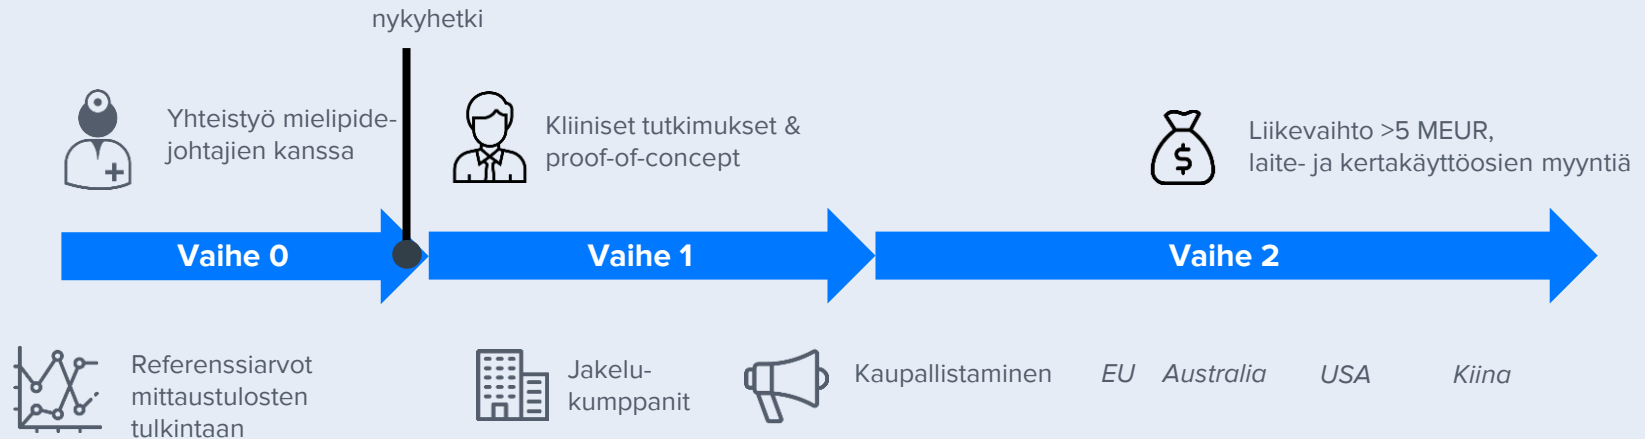 nykyhetki
Yhteistyö mielipide-
johtajien kanssa
Kliiniset tutkimukset &
proof-of-concept
$
Liikevaihto >5 MEUR,
laite- ja kertakäyttöosien myyntiä
Vaihe 0
Vaihe 1
Vaihe 2
Referenssiarvot
mittaustulosten
tulkintaan
Jakelu-
kumppanit
Kaupallistaminen
EU
Australia
USA
Kiina